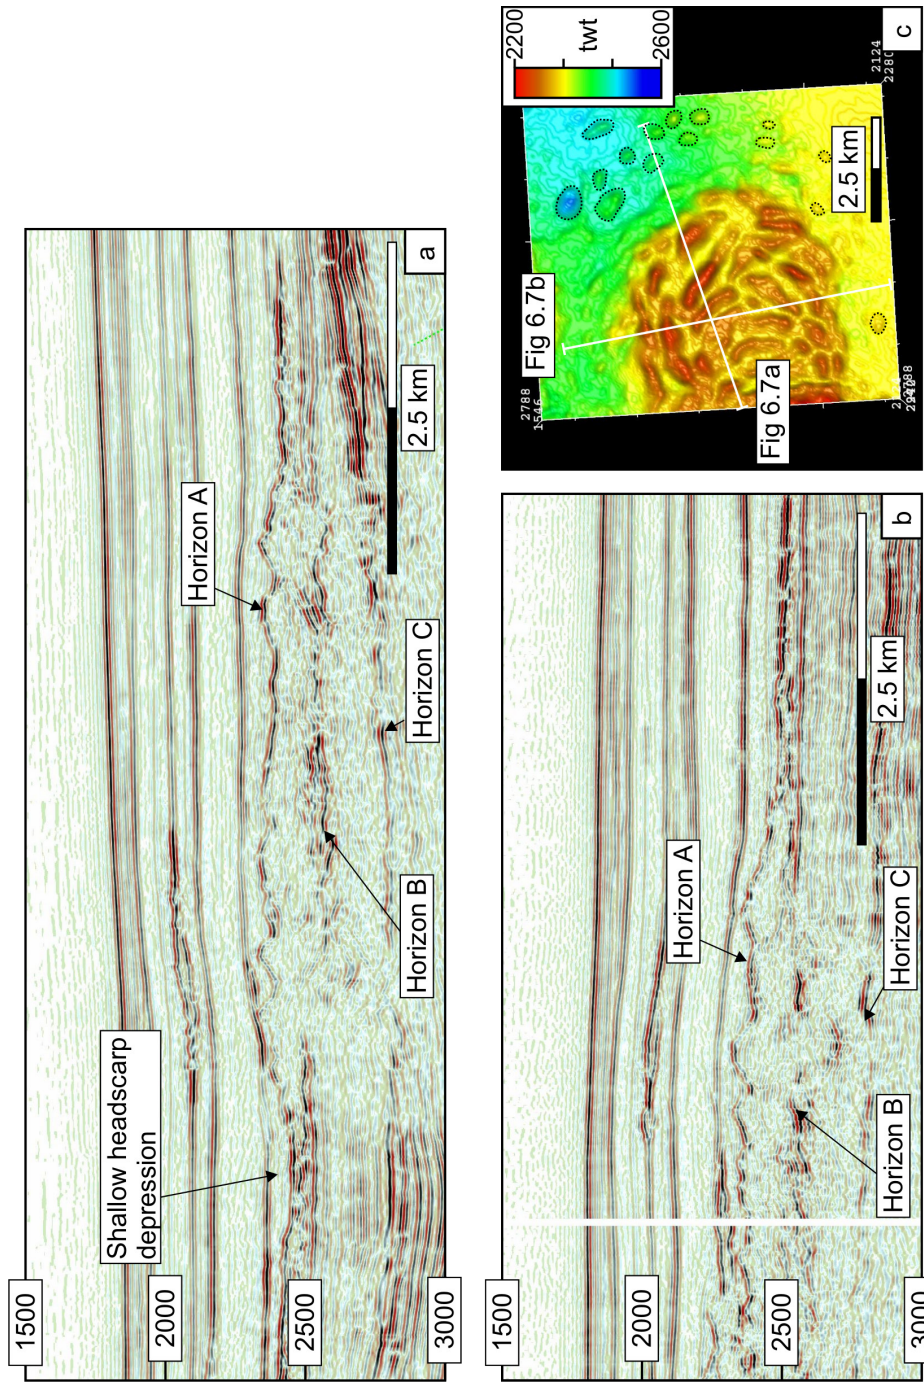 1500
2000
2500
3000
Shallow headscarp
depression
Horizon A
Horizon B
Horizon C
2.5 km
a
1500
2000
2500
3000
Horizon A
Horizon B
Horizon C
2.5 km
b
2200
twt
2600
2788
1546
Fig 6.7b
Fig 6.7a
2.5 km
2124
2280
c